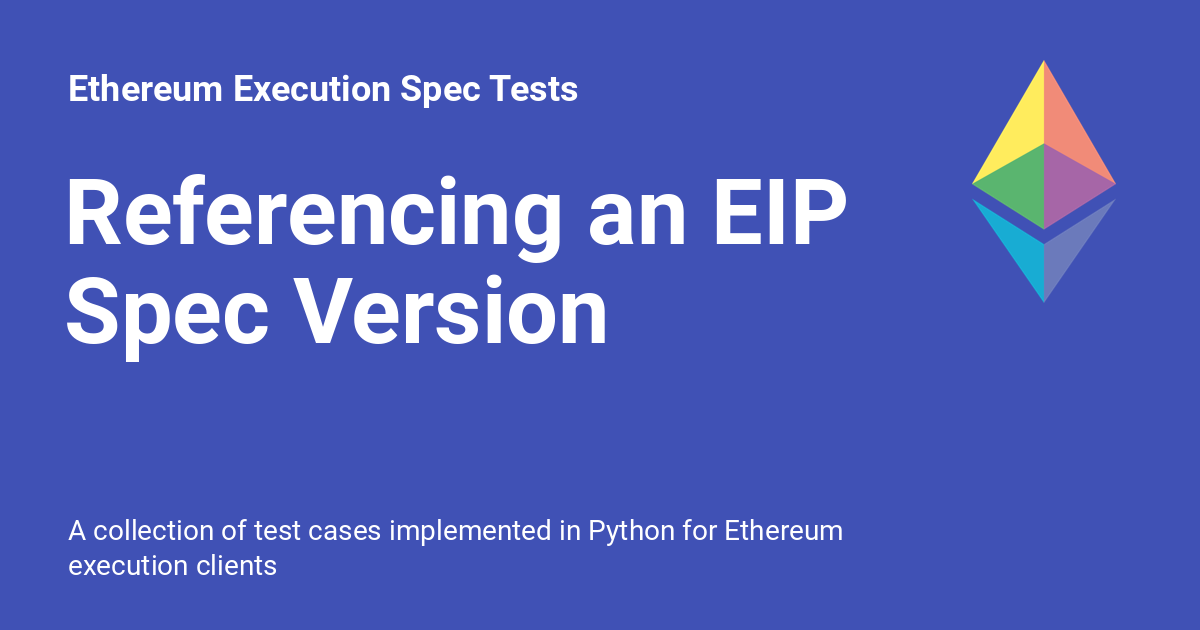 Ethereum Execution Spec Tests
Referencing an EIP
Spec Version
A collection of test cases implemented in Python for Ethereum
execution clients